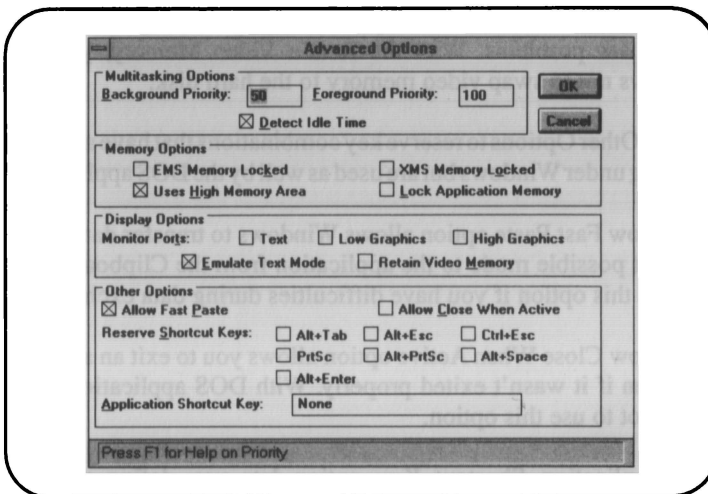 Advanced Options
Multitasking Options
Background Priority: 50 Foreground Priority: 100 OK
Detect Idle Time Cancel
Memory Options
EMS Memory Locked XMS Memory Locked
Uses High Memory Area Lock Application Memory
Display Options
Monitor Ports: Text Low Graphics High Graphics
Emulate Text Mode Retain Video Memory
Other Options
Allow Fast Paste Allow Close When Active
Reserve Shortcut Keys: Alt+Tab Alt+Esc Ctrl+Esc
PrtSc Alt+PrtSc Alt+Space
Alt+Enter
Application Shortcut Key: None
Press F1 for Help on Priority